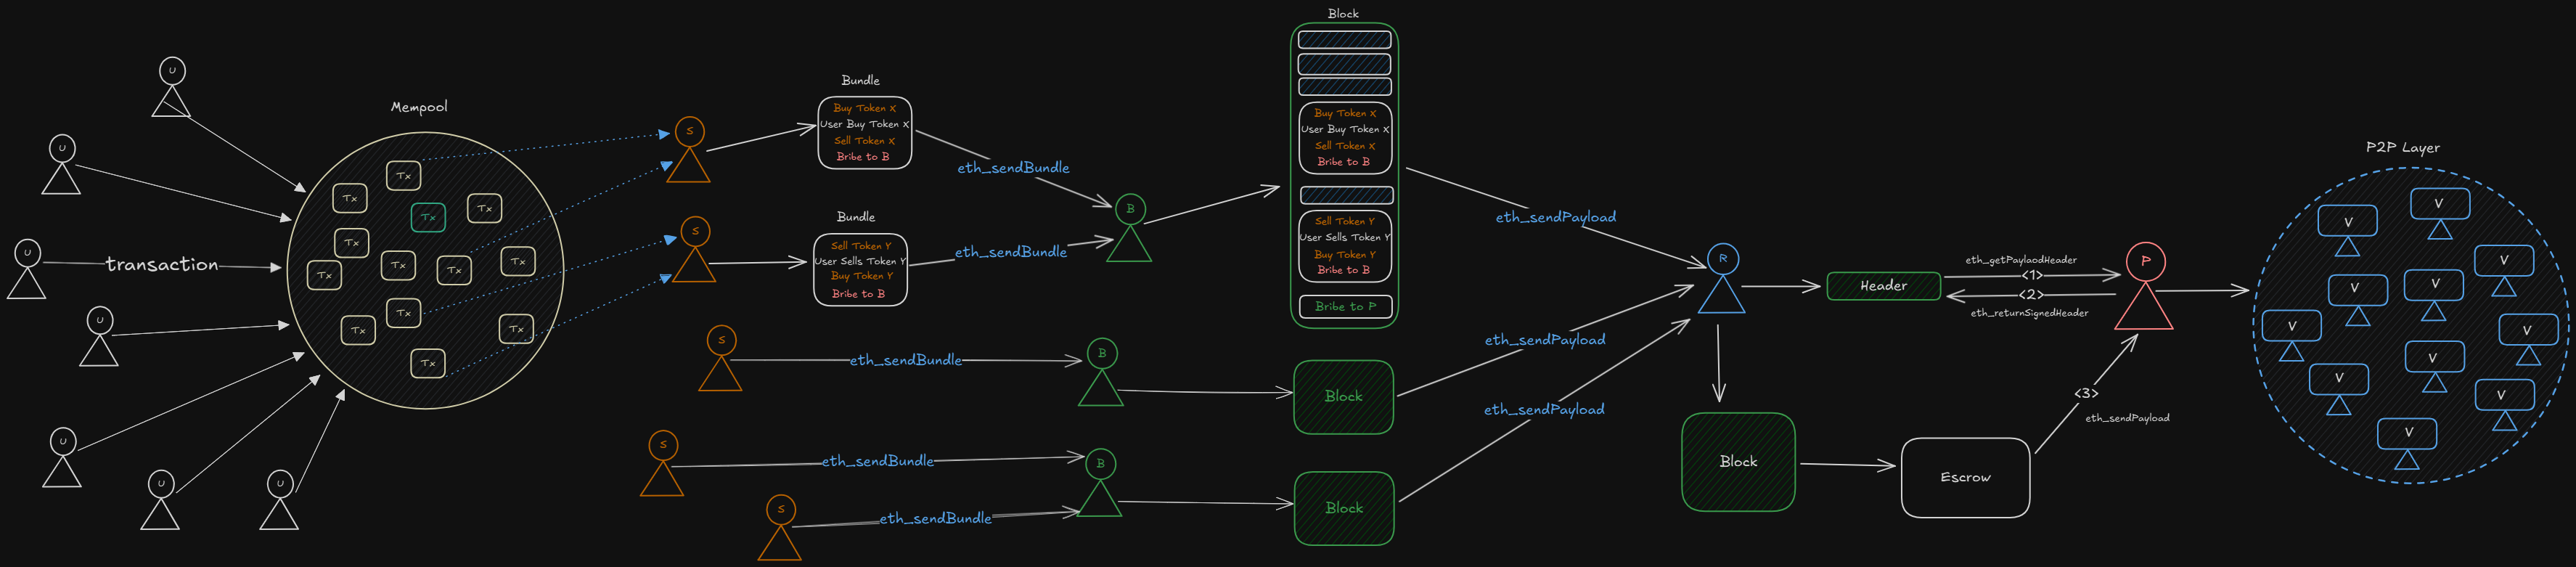 U
U
U
U
U
U
U
transaction
Mempool
Tx
Tx
Tx
Tx
Tx
Tx
Tx
Tx
Tx
Tx
Tx
Tx
Tx
S
S
Bundle
Buy Token X
User Buy Token X
Sell Token X
Bribe to B
Bundle
Sell Token Y
User Sells Token Y
Buy Token Y
Bribe to B
eth_sendBundle
eth_sendBundle
B
S
eth_sendBundle
B
S
eth_sendBundle
S
eth_sendBundle
B
Block
Buy Token X
User Buy Token X
Sell Token X
Bribe to B
Sell Token Y
User Sells Token Y
Buy Token Y
Bribe to B
Bribe to P
Block
Block
eth_sendPayload
eth_sendPayload
eth_sendPayload
R
Header
eth_getPaylaodHeader
<1>
<2>
eth_returnSignedHeader
P
Block
Escrow
<3>
eth_sendPayload
P2P Layer
V
V
V
V
V
V
V
V
V
V
V